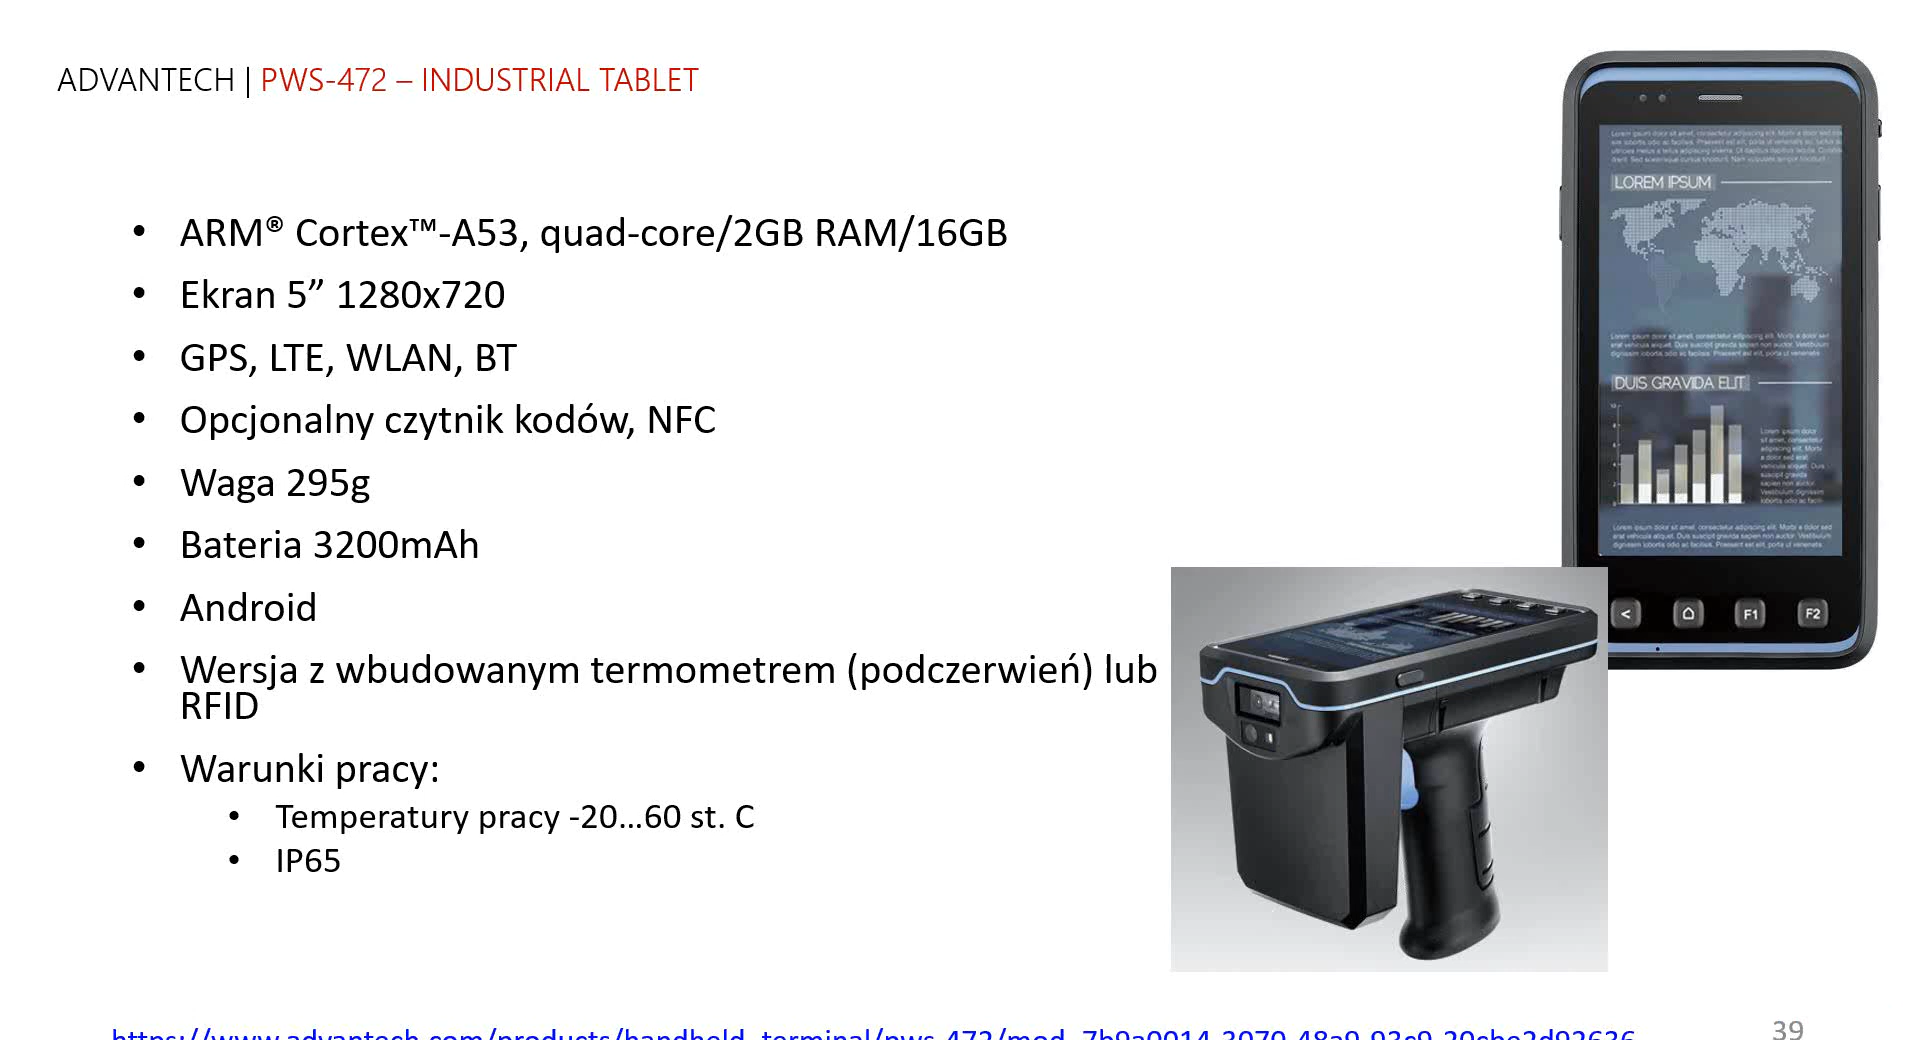 ADVANTECH | PWS-472 – INDUSTRIAL TABLET
• ARM® Cortex™-A53, quad-core/2GB RAM/16GB
• Ekran 5” 1280x720
• GPS, LTE, WLAN, BT
• Opcjonalny czytnik kodów, NFC
• Waga 295g
• Bateria 3200mAh
• Android
• Wersja z wbudowanym termometrem (podczerwień) lub
RFID
• Warunki pracy:
• Temperatury pracy -20...60 st. C
• IP65
LOREM IPSUM
DUIS GRAVIDA ELIT
F1
F2
39